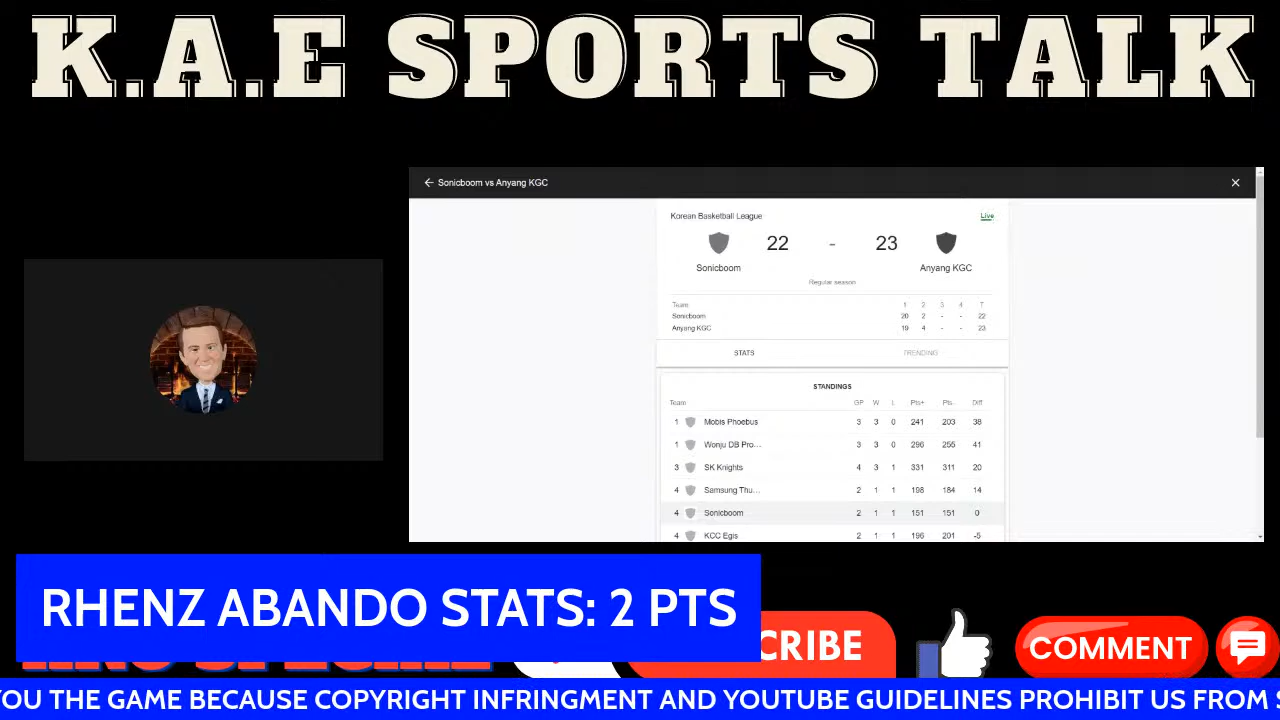 K.A.E SPORTS TALK
Sonicboom vs Anyang KGC
Korean Basketball League Live
22 - 23
Sonicboom Anyang KGC
Regular season
Team 1 2 3 4 T
Sonicboom 20 2 - - 22
Anyang KGC 19 4 - - 23
STATS TRENDING
STANDINGS
Team GP W L Pts+ Pts- Diff
1 Mobis Phoebus 3 3 0 241 203 38
1 Wonju DB Pro... 3 3 0 296 255 41
3 SK Knights 4 3 1 331 311 20
4 Samsung Thu... 2 1 1 198 184 14
4 Sonicboom 2 1 1 151 151 0
4 KCC Egis 2 1 1 196 201 -5
RHENZ ABANDO STATS: 2 PTS
CRIBE
COMMENT
YOU THE GAME BECAUSE COPYRIGHT INFRINGMENT AND YOUTUBE GUIDELINES PROHIBIT US FROM S